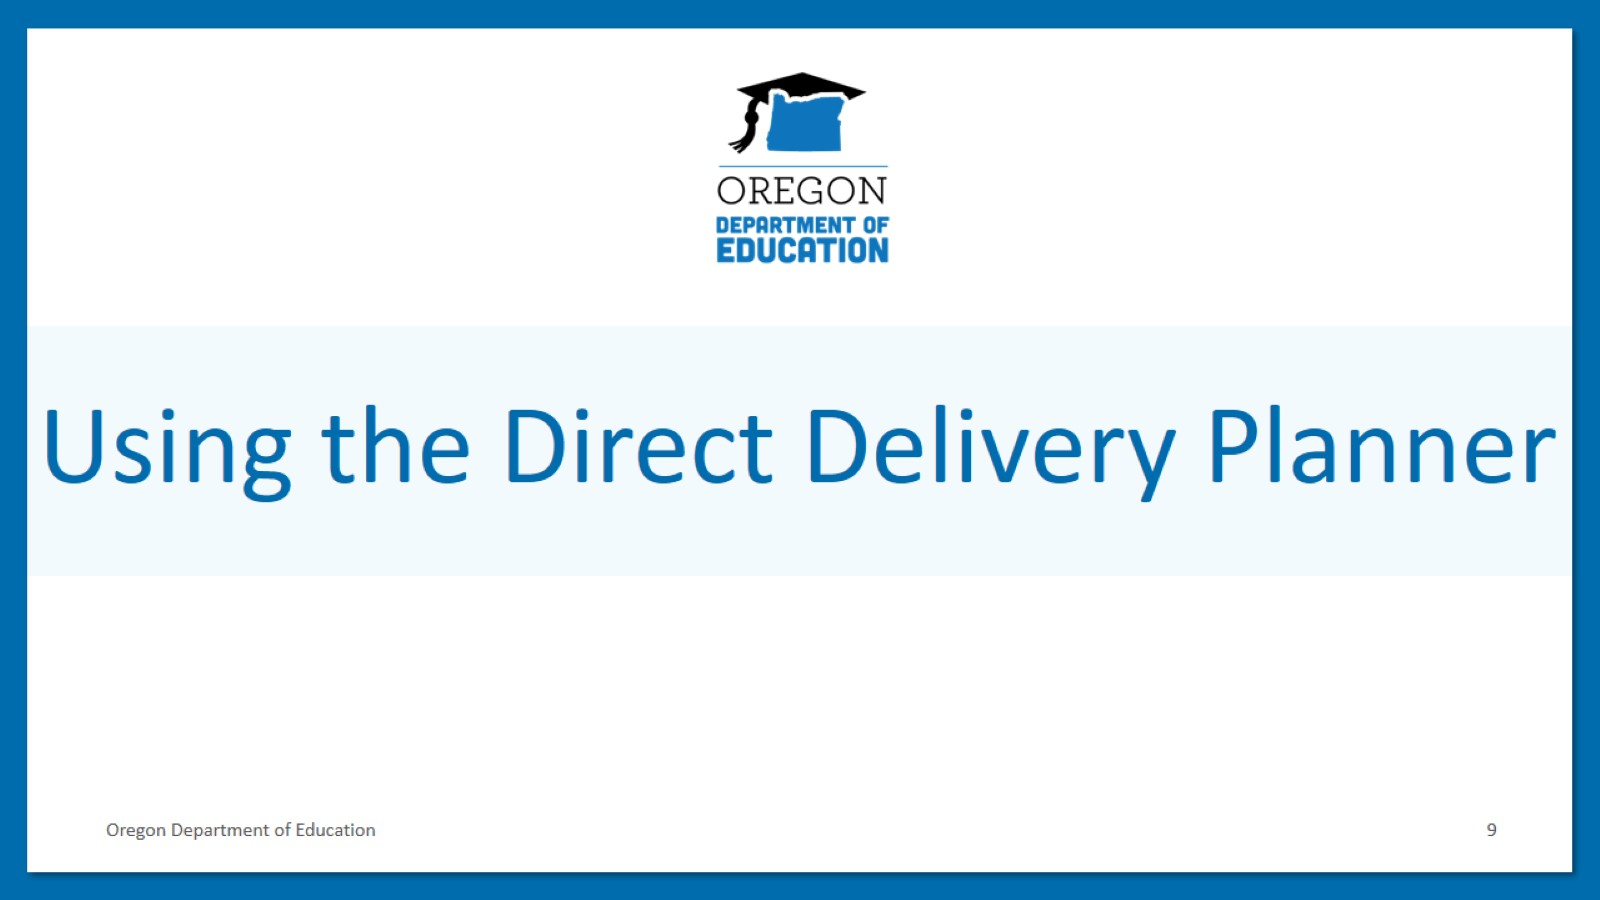 OREGON
DEPARTMENT OF
EDUCATION
Using the Direct Delivery Planner
Oregon Department of Education
9